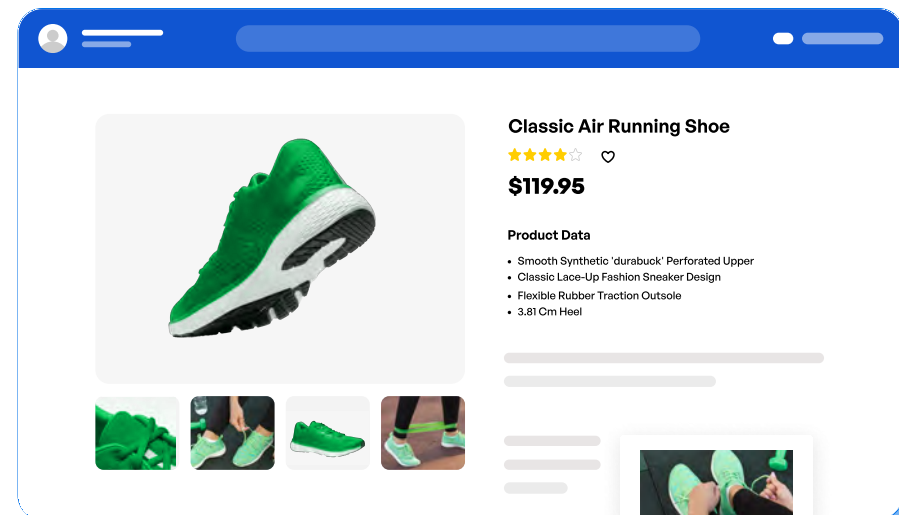 Classic Air Running Shoe
$119.95
Product Data
• Smooth Synthetic 'durabuck' Perforated Upper
• Classic Lace-Up Fashion Sneaker Design
• Flexible Rubber Traction Outsole
• 3.81 Cm Heel